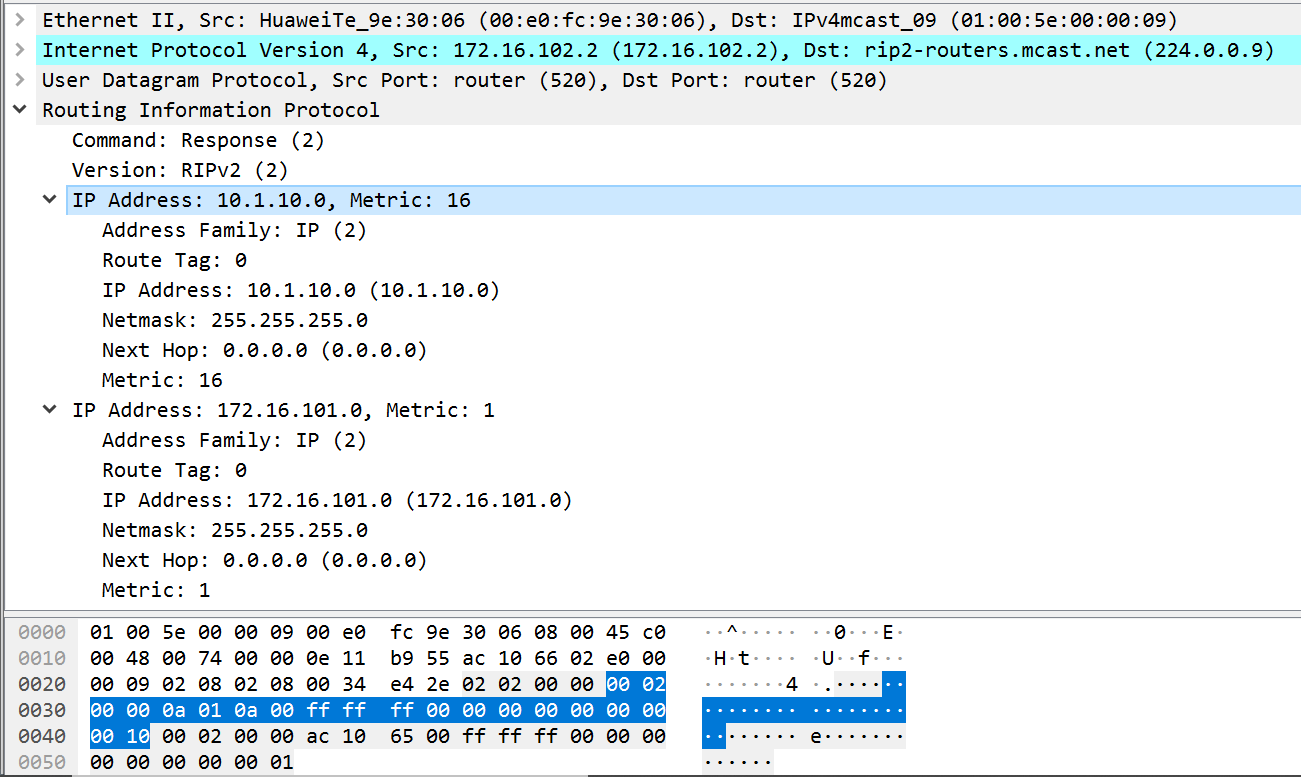 Ethernet II, Src: HuaweiTe_9e:30:06 (00:e0:fc:9e:30:06), Dst: IPv4mcast_09 (01:00:5e:00:00:09)
Internet Protocol Version 4, Src: 172.16.102.2 (172.16.102.2), Dst: rip2-routers.mcast.net (224.0.0.9)
User Datagram Protocol, Src Port: router (520), Dst Port: router (520)
Routing Information Protocol
Command: Response (2)
Version: RIPv2 (2)
IP Address: 10.1.10.0, Metric: 16
Address Family: IP (2)
Route Tag: 0
IP Address: 10.1.10.0 (10.1.10.0)
Netmask: 255.255.255.0
Next Hop: 0.0.0.0 (0.0.0.0)
Metric: 16
IP Address: 172.16.101.0, Metric: 1
Address Family: IP (2)
Route Tag: 0
IP Address: 172.16.101.0 (172.16.101.0)
Netmask: 255.255.255.0
Next Hop: 0.0.0.0 (0.0.0.0)
Metric: 1
0000 01 00 5e 00 00 09 00 e0 fc 9e 30 06 08 00 45 c0 ··^····· ··0···E·
0010 00 48 00 74 00 00 0e 11 b9 55 ac 10 66 02 e0 00 ·H·t···· ·U··f···
0020 00 09 02 08 02 08 00 34 e4 2e 02 02 00 00 00 02 ·······4 ·.······
0030 00 00 0a 01 0a 00 ff ff ff 00 00 00 00 00 00 00 ········ ········
0040 00 10 00 02 00 00 ac 10 65 00 ff ff ff 00 00 00 ········ e·······
0050 00 00 00 00 00 01 ······